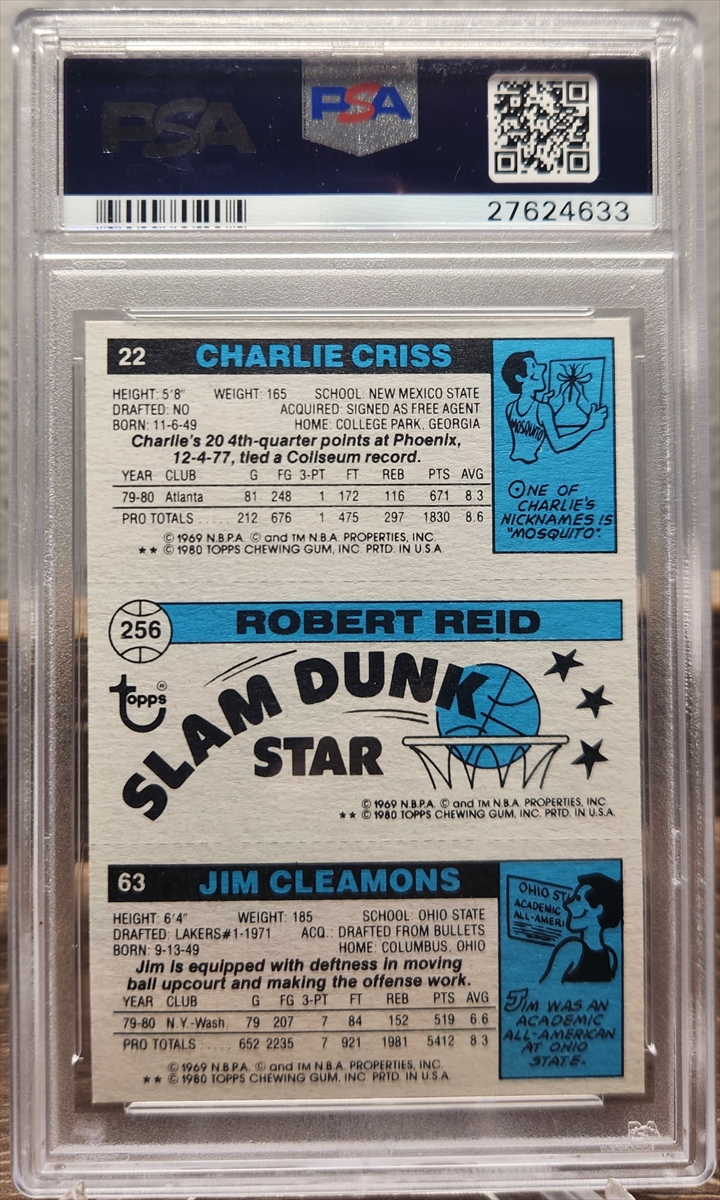 PSA PSA
27624633
22 CHARLIE CRISS
HEIGHT: 5'8" WEIGHT: 165 SCHOOL: NEW MEXICO STATE
DRAFTED: NO ACQUIRED: SIGNED AS FREE AGENT
BORN: 11-6-49 HOME: COLLEGE PARK, GEORGIA
Charlie's 20 4th-quarter points at Phoenix,
12-4-77, tied a Coliseum record.
YEAR CLUB G FG 3-PT FT REB PTS AVG
79-80 Atlanta 81 248 1 172 116 671 8.3
PRO TOTALS ..... 212 676 1 475 297 1830 8.6
© 1969 N.B.P.A. © and TM N.B.A. PROPERTIES, INC.
★★ © 1980 TOPPS CHEWING GUM, INC. PRTD. IN U.S.A.
MOSQUITO
ONE OF
CHARLIE'S
NICKNAMES IS
"MOSQUITO".
256 ROBERT REID
topps®
SLAM DUNK
STAR
© 1969 N.B.P.A. © and TM N.B.A. PROPERTIES, INC.
★★ © 1980 TOPPS CHEWING GUM, INC. PRTD. IN U.S.A.
63 JIM CLEAMONS
HEIGHT: 6'4" WEIGHT: 185 SCHOOL: OHIO STATE
DRAFTED: LAKERS#1-1971 ACQ.: DRAFTED FROM BULLETS
BORN: 9-13-49 HOME: COLUMBUS, OHIO
Jim is equipped with deftness in moving
ball upcourt and making the offense work.
YEAR CLUB G FG 3-PT FT REB PTS AVG
79-80 N.Y.-Wash. 79 207 7 84 152 519 6.6
PRO TOTALS ..... 652 2235 7 921 1981 5412 8.3
© 1969 N.B.P.A. © and TM N.B.A. PROPERTIES, INC.
★★ © 1980 TOPPS CHEWING GUM, INC. PRTD. IN U.S.A.
OHIO ST
ACADEMIC
ALL-AMERI
JIM WAS AN
ACADEMIC
ALL-AMERICAN
AT OHIO
STATE.
PSA